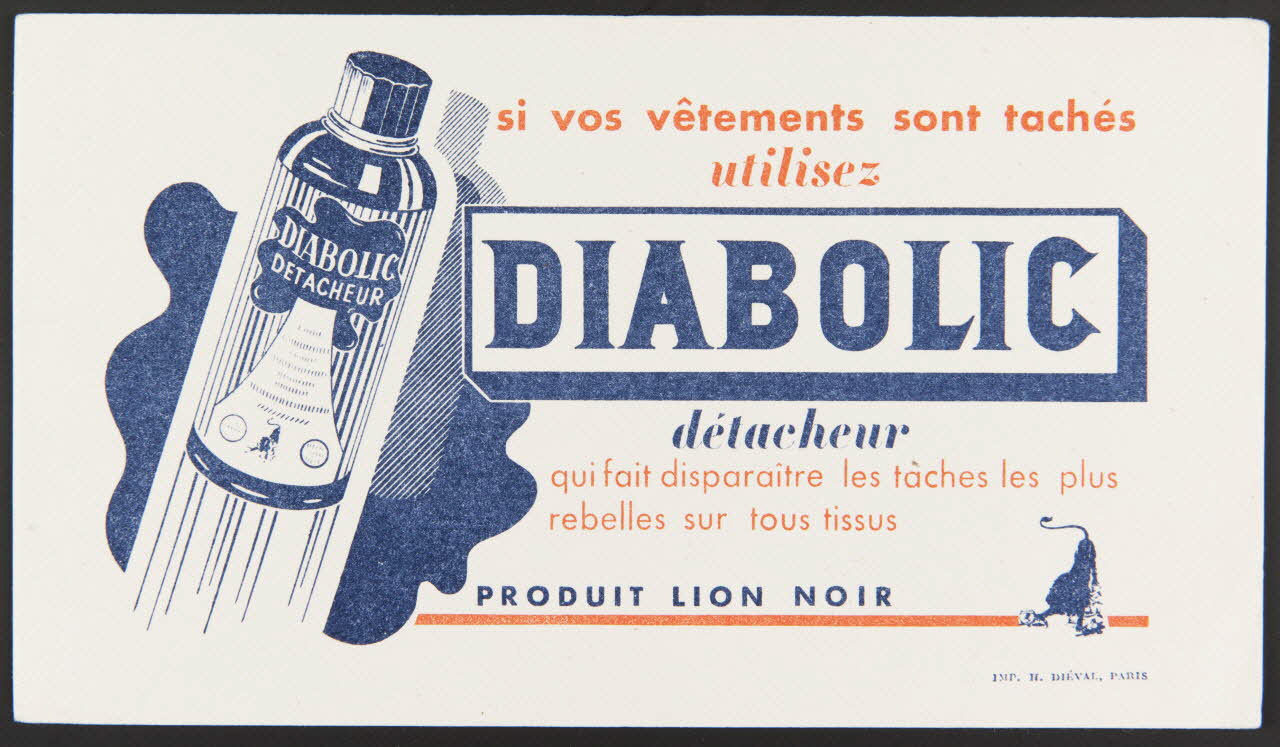 si vos vêtements sont tachés
utilisez
DIABOLIC
DIABOLIC
DETACHEUR
détacheur
qui fait disparaître les tàches les plus
rebelles sur tous tissus
PRODUIT LION NOIR
IMP. H. DIÉVAL, PARIS